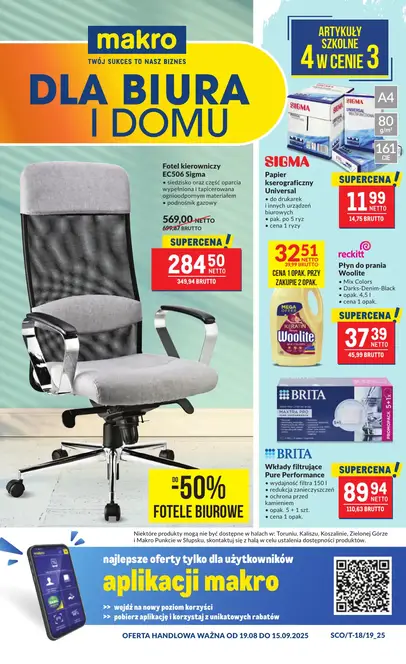 makro
TWÓJ SUKCES TO NASZ BIZNES
DLA BIURA
I DOMU
ARTYKUŁY
SZKOLNE
4 W CENIE 3
A4
80
g/m²
161
CIE
Fotel kierowniczy
EC506 Sigma
• siedzisko oraz część oparcia
wypełniona i tapicerowana
ognioodpornym materiałem
• podnośnik gazowy
569,00 NETTO
699,87 BRUTTO
SUPERCENA!
284 50
NETTO
349,94 BRUTTO
SIGMA
Papier
kserograficzny
Universal
• do drukarek
i innych urządzeń
biurowych
• pak. po 5 ryz
• cena 1 ryzy
SUPERCENA!
11 99
NETTO
14,75 BRUTTO
32 51
NETTO
39,99 BRUTTO
CENA 1 OPAK. PRZY
ZAKUPIE 2 OPAK.
reckitt
Płyn do prania
Woolite
• Mix Colors
• Darks-Denim-Black
• opak. 4,5 l
• cena 1 opak.
MEGA
KERATIN
Woolite
SUPERCENA!
37 39
NETTO
45,99 BRUTTO
BRITA
MAXTRA PRO
PROMOPACK 5+1
BRITA
Wkłady filtrujące
Pure Performance
• wydajność filtra 150 l
• redukcja zanieczyszczeń
• ochrona przed
kamieniem
• opak. 5 + 1 szt.
• cena 1 opak.
SUPERCENA!
89 94
NETTO
110,63 BRUTTO
DO -50%
FOTELE BIUROWE
Niektóre produkty mogą nie być dostępne w halach w: Toruniu, Kaliszu, Koszalinie, Zielonej Górze
i Makro Punkcie w Słupsku, skontaktuj się z halą w celu ustalenia dostępności produktów.
najlepsze oferty tylko dla użytkowników
aplikacji makro
>> wejdź na nowy poziom korzyści
>> pobierz aplikację i korzystaj z unikatowych rabatów
OFERTA HANDLOWA WAŻNA OD 19.08 DO 15.09.2025
SCO/T-18/19_25